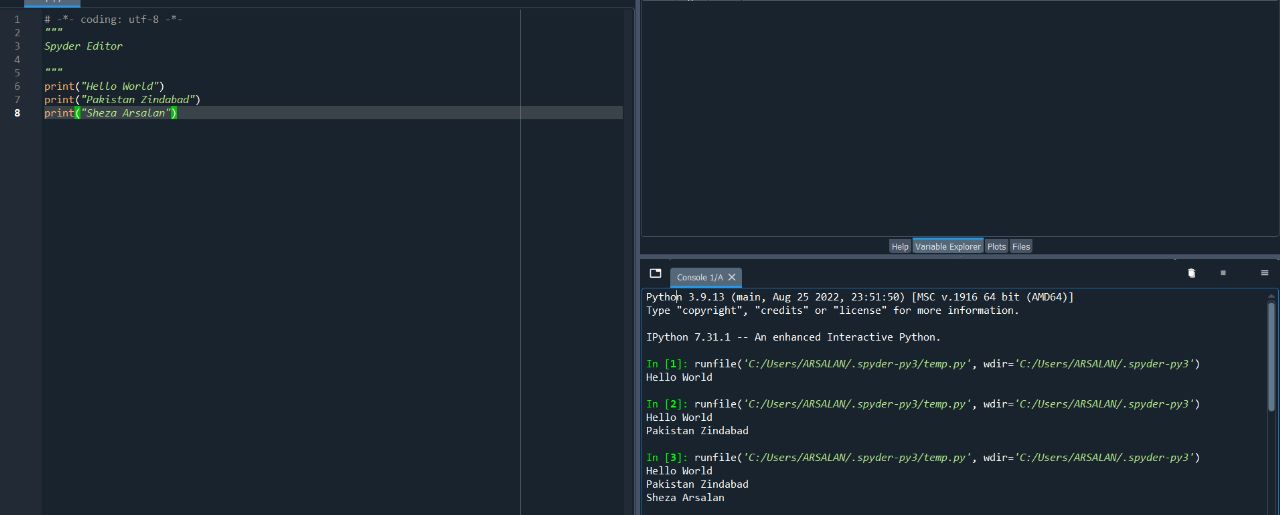 1 # -*- coding: utf-8 -*-
2 """
3 Spyder Editor
4
5 """
6 print("Hello World")
7 print("Pakistan Zindabad")
8 print("Sheza Arsalan")
Help Variable Explorer Plots Files
Console 1/A
Python 3.9.13 (main, Aug 25 2022, 23:51:50) [MSC v.1916 64 bit (AMD64)]
Type "copyright", "credits" or "license" for more information.
IPython 7.31.1 -- An enhanced Interactive Python.
In [1]: runfile('C:/Users/ARSALAN/.spyder-py3/temp.py', wdir='C:/Users/ARSALAN/.spyder-py3')
Hello World
In [2]: runfile('C:/Users/ARSALAN/.spyder-py3/temp.py', wdir='C:/Users/ARSALAN/.spyder-py3')
Hello World
Pakistan Zindabad
In [3]: runfile('C:/Users/ARSALAN/.spyder-py3/temp.py', wdir='C:/Users/ARSALAN/.spyder-py3')
Hello World
Pakistan Zindabad
Sheza Arsalan